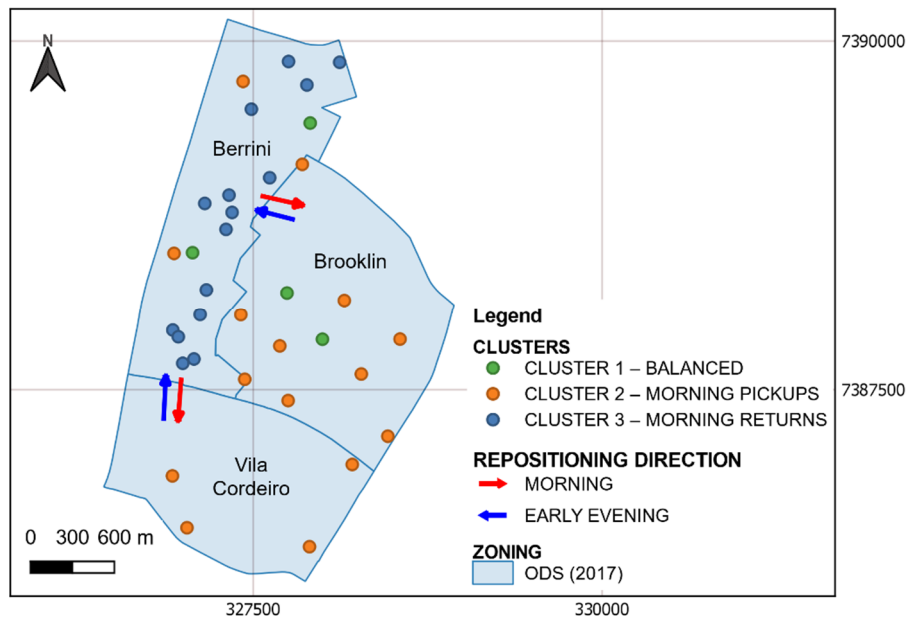 N
7390000
Berrini
Brooklin
Legend
CLUSTERS
CLUSTER 1 – BALANCED
CLUSTER 2 – MORNING PICKUPS
7387500
CLUSTER 3 – MORNING RETURNS
REPOSITIONING DIRECTION
Vila
Cordeiro
MORNING
EARLY EVENING
0 300 600 m
ZONING
ODS (2017)
327500
330000